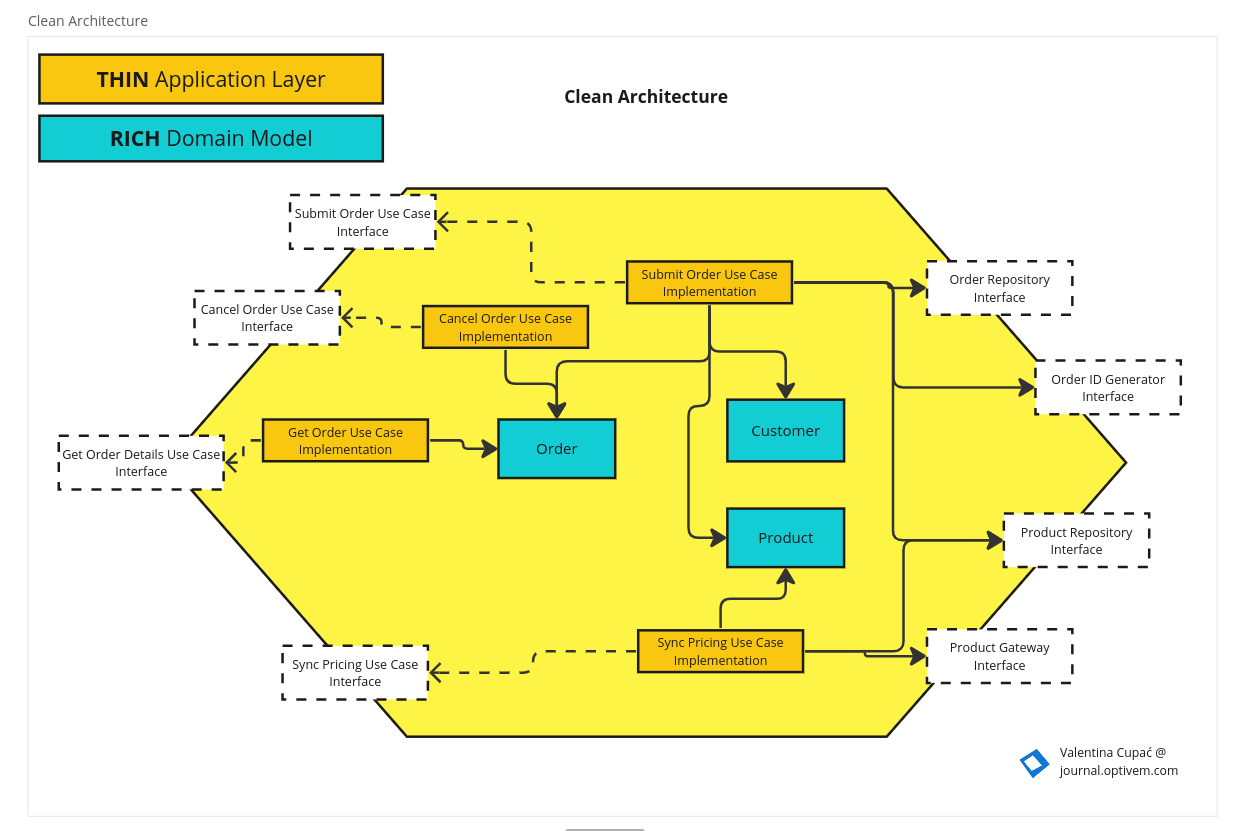 Clean Architecture
THIN Application Layer
RICH Domain Model
Clean Architecture
Submit Order Use Case
Interface
Cancel Order Use Case
Interface
Get Order Details Use Case
Interface
Sync Pricing Use Case
Interface
Submit Order Use Case
Implementation
Cancel Order Use Case
Implementation
Get Order Use Case
Implementation
Order
Customer
Product
Sync Pricing Use Case
Implementation
Order Repository
Interface
Order ID Generator
Interface
Product Repository
Interface
Product Gateway
Interface
Valentina Cupać @
journal.optivem.com